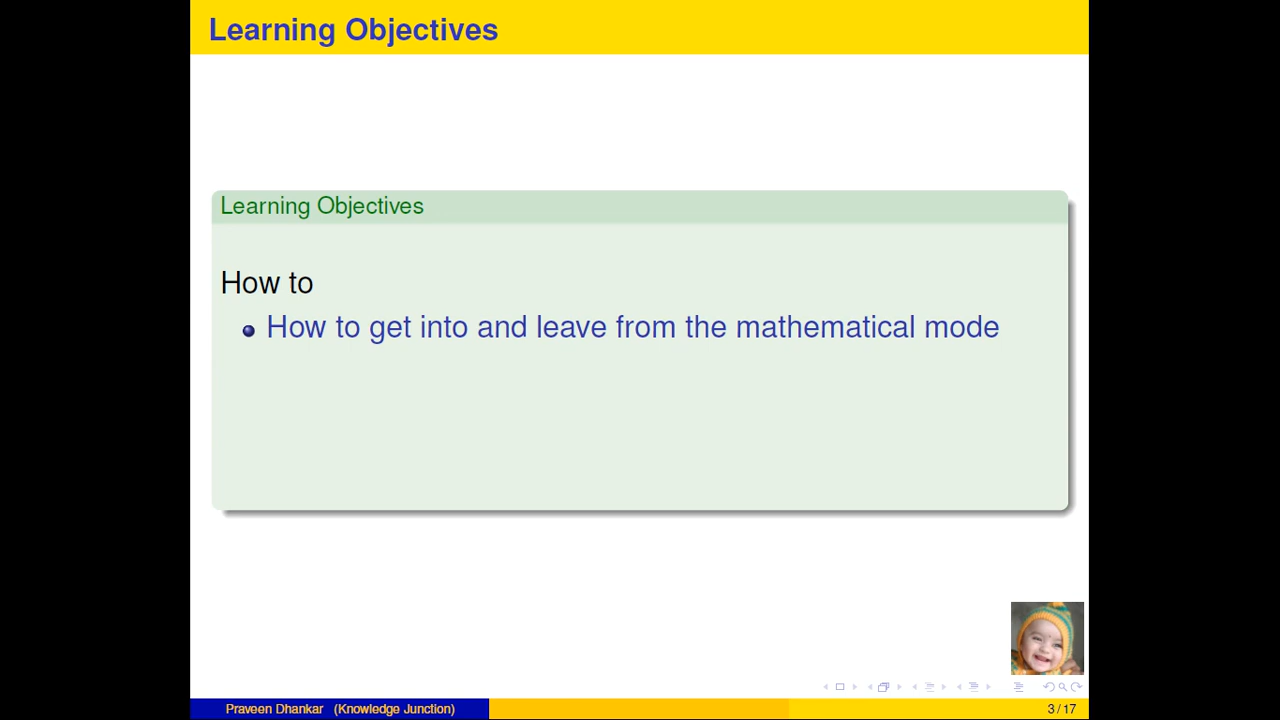 Learning Objectives
Learning Objectives
How to
How to get into and leave from the mathematical mode
Praveen Dhankar (Knowledge Junction)
3 / 17